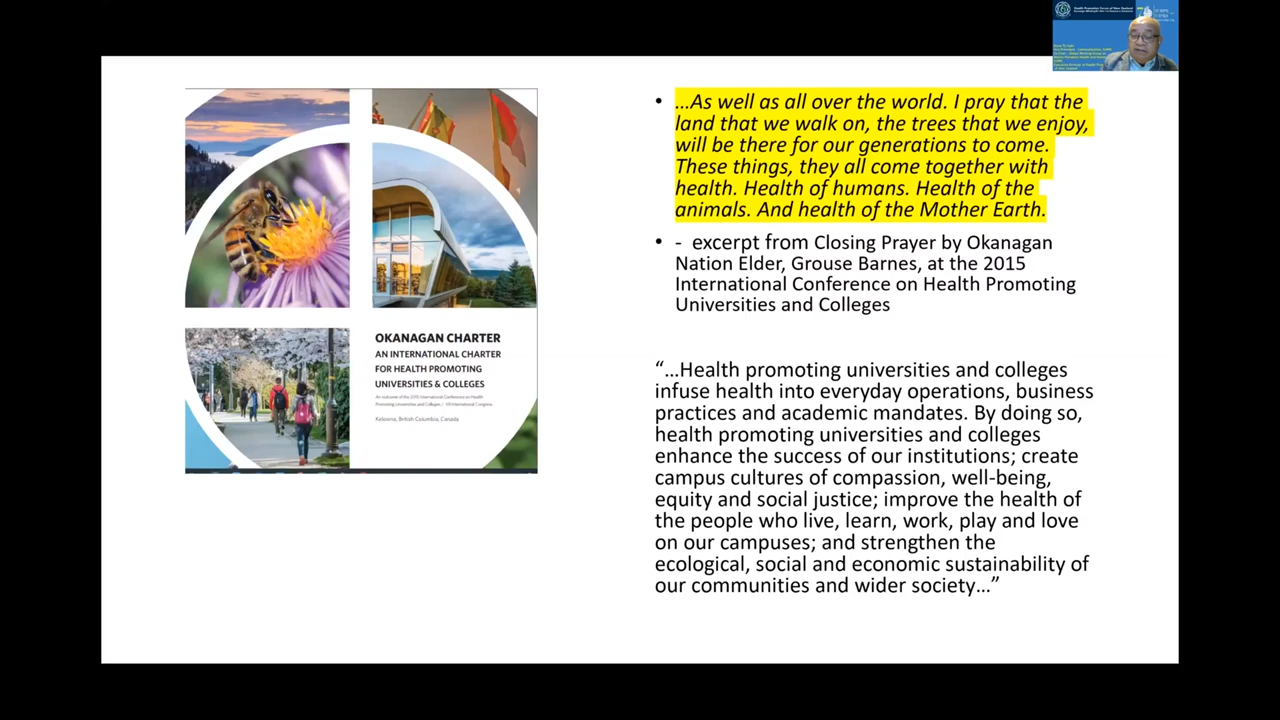 Health Promotion Forum of New Zealand
…As well as all over the world. I pray that the
land that we walk on, the trees that we enjoy,
will be there for our generations to come.
These things, they all come together with
health. Health of humans. Health of the
animals. And health of the Mother Earth.
- excerpt from Closing Prayer by Okanagan
Nation Elder, Grouse Barnes, at the 2015
International Conference on Health Promoting
Universities and Colleges
OKANAGAN CHARTER
AN INTERNATIONAL CHARTER
FOR HEALTH PROMOTING
UNIVERSITIES & COLLEGES
An outcome of the 2015 International Conference on Health
Promoting Universities and Colleges / VII International Congress
Kelowna, British Columbia, Canada
“…Health promoting universities and colleges
infuse health into everyday operations, business
practices and academic mandates. By doing so,
health promoting universities and colleges
enhance the success of our institutions; create
campus cultures of compassion, well-being,
equity and social justice; improve the health of
the people who live, learn, work, play and love
on our campuses; and strengthen the
ecological, social and economic sustainability of
our communities and wider society…”